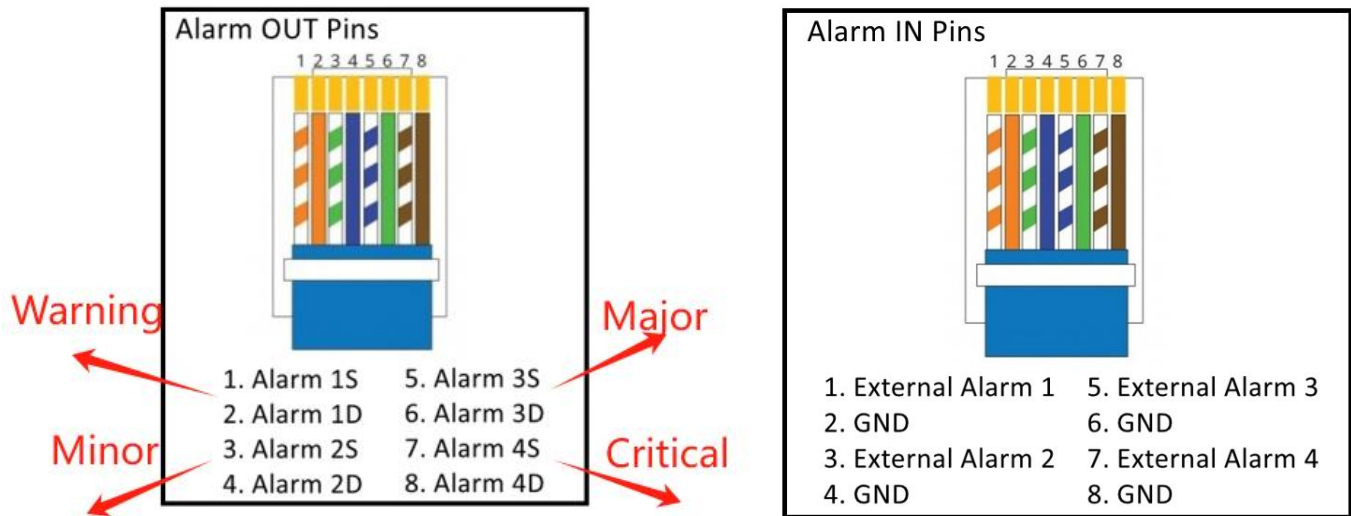 Alarm OUT Pins
1 2 3 4 5 6 7 8
Warning
Major
1. Alarm 1S 5. Alarm 3S
2. Alarm 1D 6. Alarm 3D
Minor
3. Alarm 2S 7. Alarm 4S
Critical
4. Alarm 2D 8. Alarm 4D
Alarm IN Pins
1 2 3 4 5 6 7 8
1. External Alarm 1 5. External Alarm 3
2. GND 6. GND
3. External Alarm 2 7. External Alarm 4
4. GND 8. GND